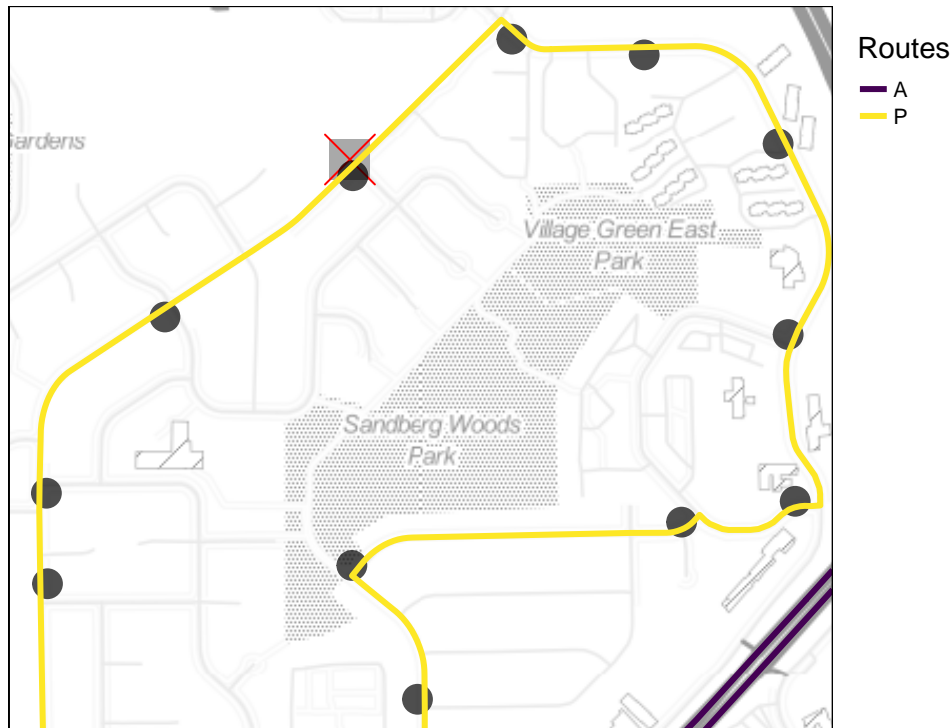 Routes
A
P
Gardens
Village Green East
Park
Sandberg Woods
Park